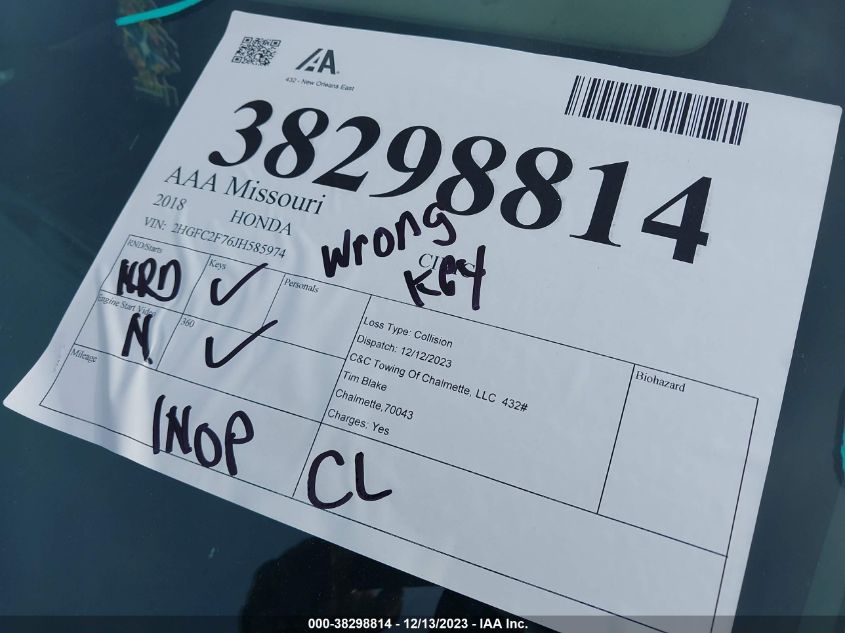 IAA
432 - New Orleans East
38298814
AAA Missouri
2018 HONDA
VIN: 2HGFC2F76JH585974
Wrong
Key
RND/Starts
NRD
Keys
✓
Personals
Engine Start Video
N.
360
✓
Mileage
INOP
CL
Loss Type: Collision
Dispatch: 12/12/2023
C&C Towing Of Chalmette, LLC 432#
Tim Blake
Chalmette,70043
Charges: Yes
Biohazard
000-38298814 - 12/13/2023 - IAA Inc.